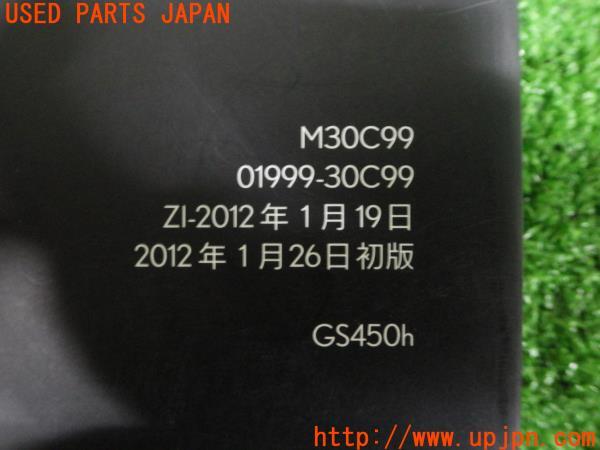 USED PARTS JAPAN
M30C99
01999-30C99
ZI-2012年1月19日
2012年1月26日初版
GS450h
http://www.upjpn.com/